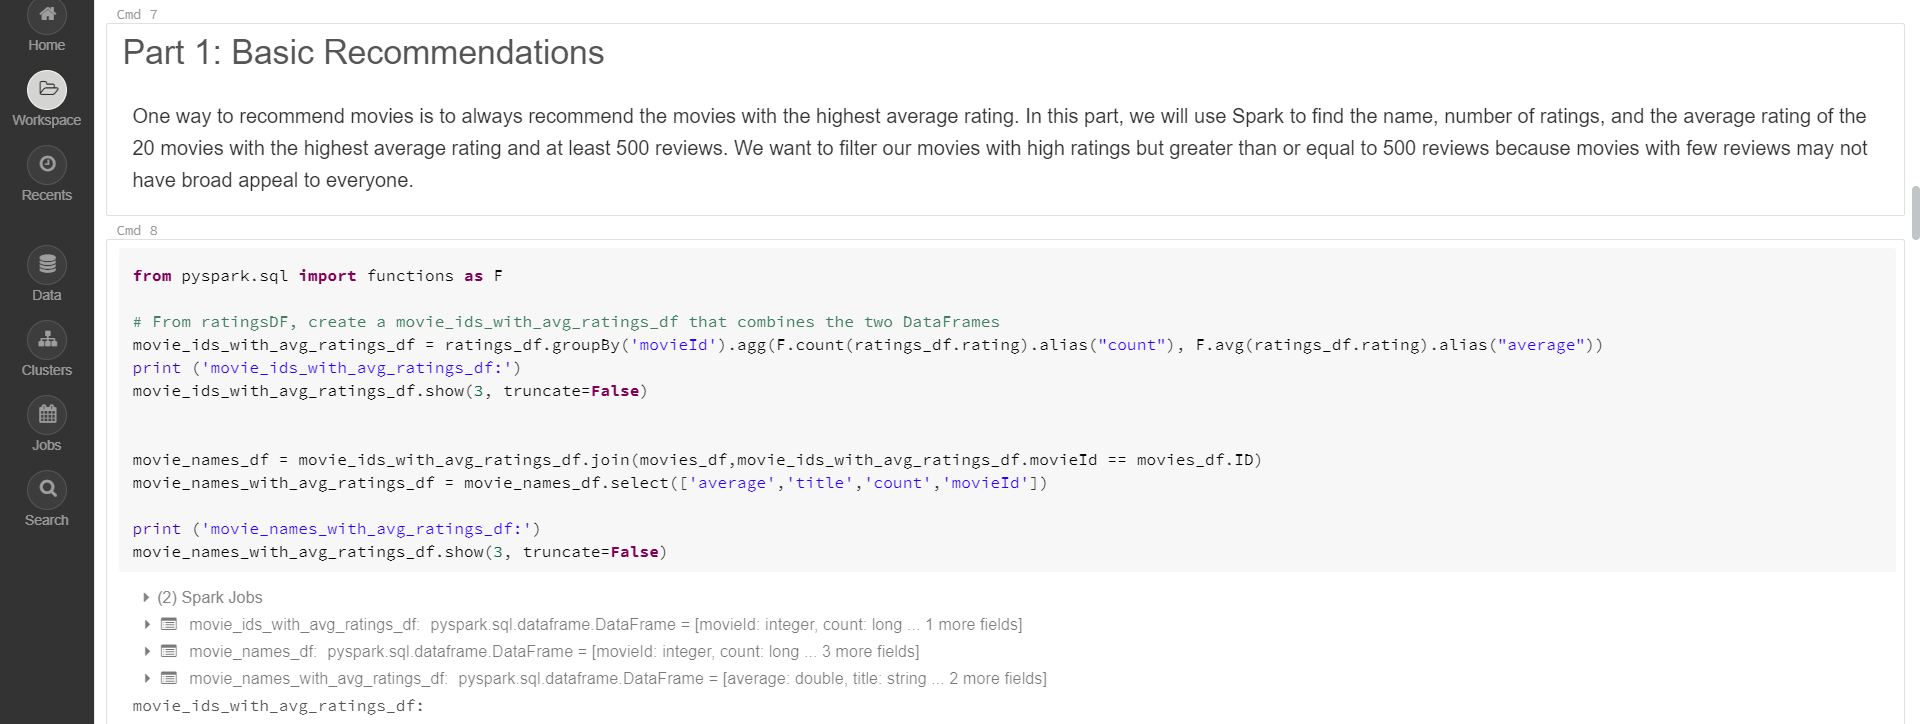 Home
Workspace
Recents
Data
Clusters
Jobs
Search
Cmd 7
Part 1: Basic Recommendations
One way to recommend movies is to always recommend the movies with the highest average rating. In this part, we will use Spark to find the name, number of ratings, and the average rating of the
20 movies with the highest average rating and at least 500 reviews. We want to filter our movies with high ratings but greater than or equal to 500 reviews because movies with few reviews may not
have broad appeal to everyone.
Cmd 8
from pyspark.sql import functions as F
# From ratingsDF, create a movie_ids_with_avg_ratings_df that combines the two DataFrames
movie_ids_with_avg_ratings_df = ratings_df.groupBy('movieId').agg(F.count(ratings_df.rating).alias("count"), F.avg(ratings_df.rating).alias("average"))
print ('movie_ids_with_avg_ratings_df:')
movie_ids_with_avg_ratings_df.show(3, truncate=False)
movie_names_df = movie_ids_with_avg_ratings_df.join(movies_df,movie_ids_with_avg_ratings_df.movieId == movies_df.ID)
movie_names_with_avg_ratings_df = movie_names_df.select(['average','title','count','movieId'])
print ('movie_names_with_avg_ratings_df:')
movie_names_with_avg_ratings_df.show(3, truncate=False)
(2) Spark Jobs
movie_ids_with_avg_ratings_df: pyspark.sql.dataframe.DataFrame = [movieId: integer, count: long ... 1 more fields]
movie_names_df: pyspark.sql.dataframe.DataFrame = [movieId: integer, count: long ... 3 more fields]
movie_names_with_avg_ratings_df: pyspark.sql.dataframe.DataFrame = [average: double, title: string ... 2 more fields]
movie_ids_with_avg_ratings_df: